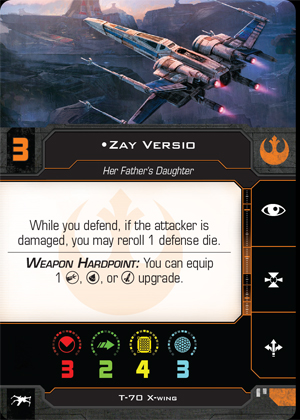 3
•Zay Versio
Her Father's Daughter
While you defend, if the attacker is
damaged, you may reroll 1 defense die.
Weapon Hardpoint: You can equip
1 , , or upgrade.
3 2 4 3
T-70 X-wing